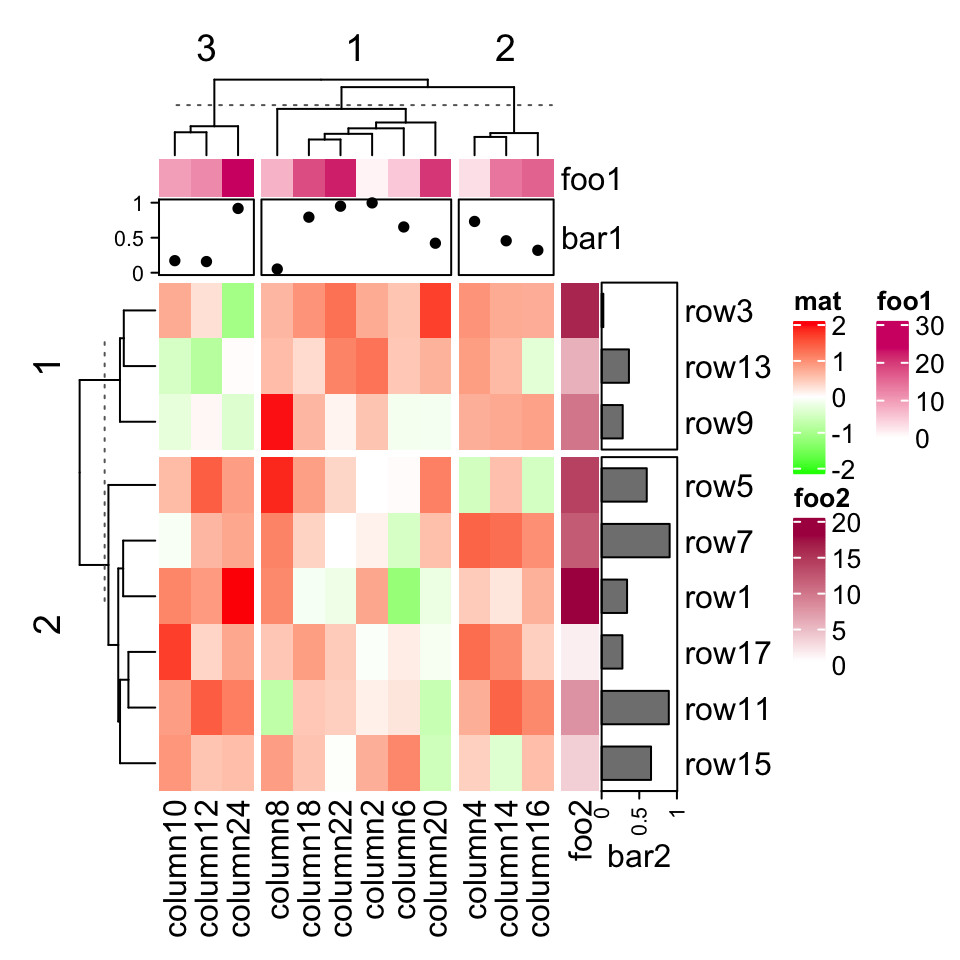 3 1 2
foo1
1
0.5
0
bar1
1
2
row3
row13
row9
row5
row7
row1
row17
row11
row15
column10
column12
column24
column8
column18
column22
column2
column6
column20
column4
column14
column16
foo2
0
0.5
1
bar2
mat
2
1
0
-1
-2
foo1
30
20
10
0
foo2
20
15
10
5
0